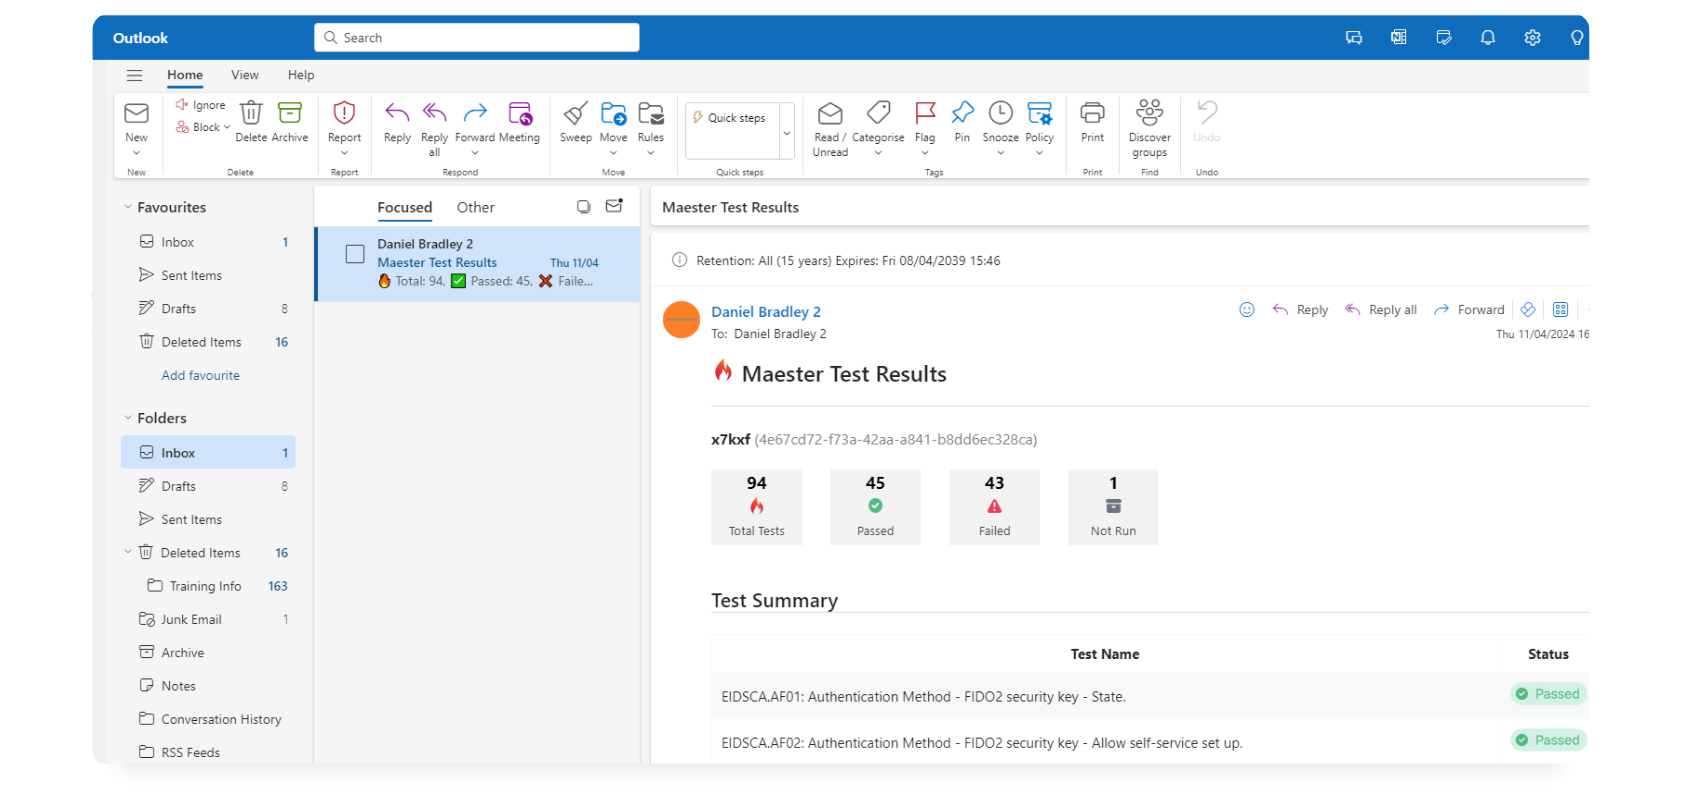 Outlook
Search
Home View Help
New
Ignore
Block
Delete Archive
Report
Reply
Reply all
Forward Meeting
Sweep Move Rules
Quick steps
Read / Unread
Categorise
Flag
Pin
Snooze
Policy
Print
Discover groups
Undo
New
Delete
Report
Respond
Move
Quick steps
Tags
Print
Find
Undo
Favourites
Inbox 1
Sent Items
Drafts 8
Deleted Items 16
Add favourite
Folders
Inbox 1
Drafts 8
Sent Items
Deleted Items 16
Training Info 163
Junk Email 1
Archive
Notes
Conversation History
RSS Feeds
Focused Other
Daniel Bradley 2
Maester Test Results Thu 11/04
Total: 94, Passed: 45, Faile...
Maester Test Results
Retention: All (15 years) Expires: Fri 08/04/2039 15:46
Daniel Bradley 2
Reply Reply all Forward
To: Daniel Bradley 2
Thu 11/04/2024 16
Maester Test Results
x7kxf (4e67cd72-f73a-42aa-a841-b8dd6ec328ca)
94 45 43 1
Total Tests Passed Failed Not Run
Test Summary
Test Name Status
EIDSCA.AF01: Authentication Method - FIDO2 security key - State. Passed
EIDSCA.AF02: Authentication Method - FIDO2 security key - Allow self-service set up. Passed